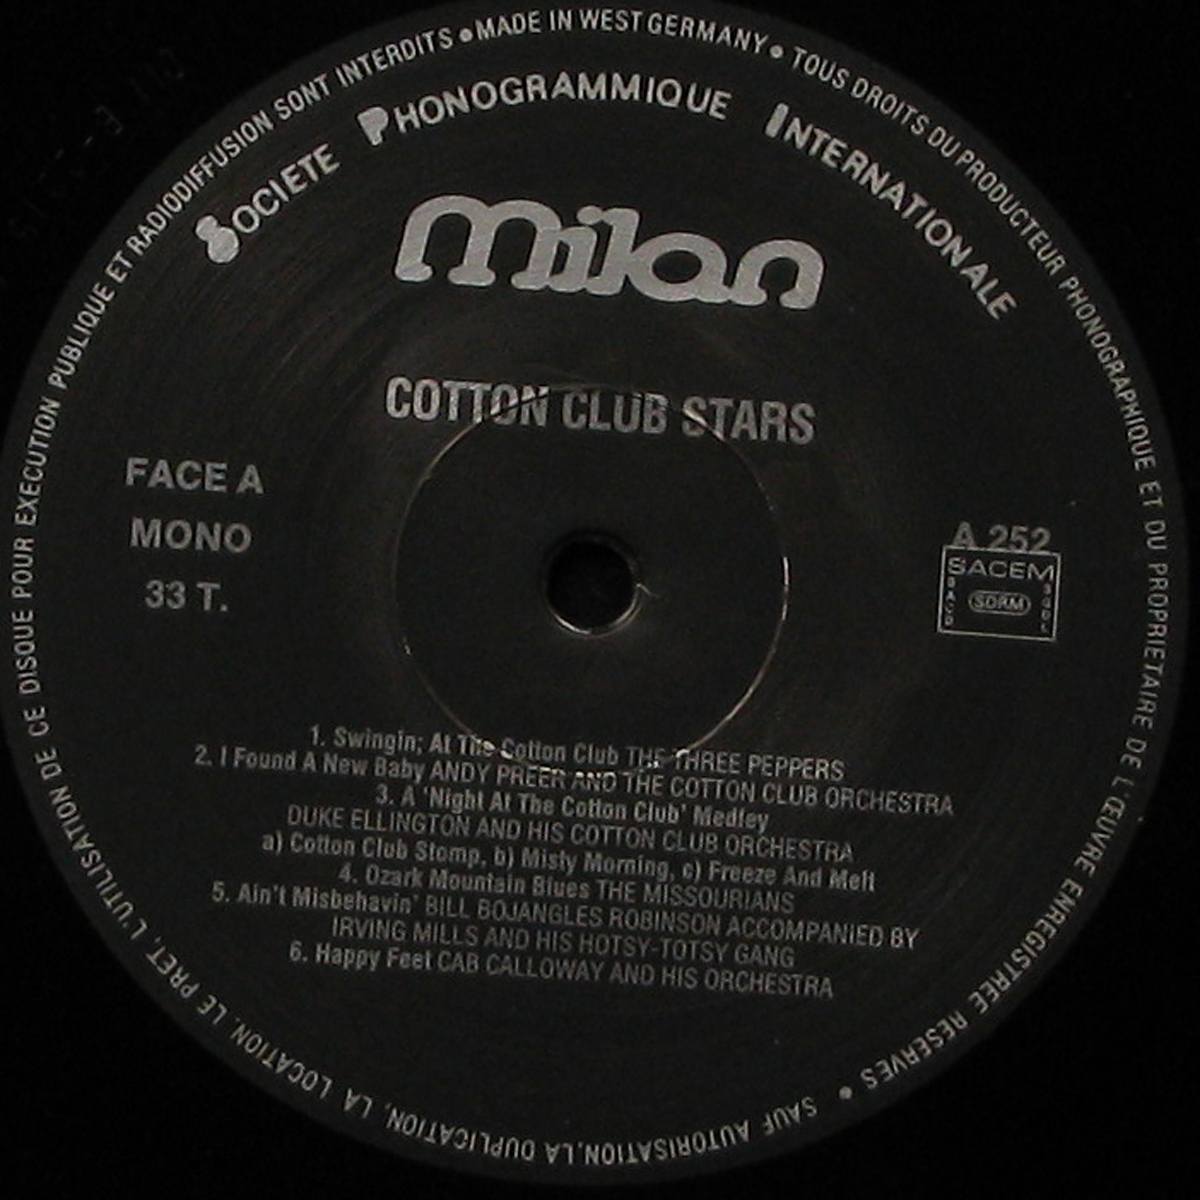 TOUS DROITS DU PRODUCTEUR PHONOGRAPHIQUE ET DU PROPRIETAIRE DE L'ŒUVRE ENREGISTREE RESERVES • SAUF AUTORISATION, LA DUPLICATION, LA LOCATION, LE PRET, L'UTILISATION DE CE DISQUE POUR EXECUTION PUBLIQUE ET RADIODIFFUSION SONT INTERDITS • MADE IN WEST GERMANY •
SOCIETE PHONOGRAMMIQUE INTERNATIONALE
milan
COTTON CLUB STARS
FACE A
MONO
33 T.
A 252
SACEM
SDRM
1. Swingin; At The Cotton Club THE THREE PEPPERS
2. I Found A New Baby ANDY PREER AND THE COTTON CLUB ORCHESTRA
3. A 'Night At The Cotton Club' Medley
DUKE ELLINGTON AND HIS COTTON CLUB ORCHESTRA
a) Cotton Club Stomp, b) Misty Morning, c) Freeze And Melt
4. Ozark Mountain Blues THE MISSOURIANS
5. Ain't Misbehavin' BILL BOJANGLES ROBINSON ACCOMPANIED BY
IRVING MILLS AND HIS HOTSY-TOTSY GANG
6. Happy Feet CAB CALLOWAY AND HIS ORCHESTRA